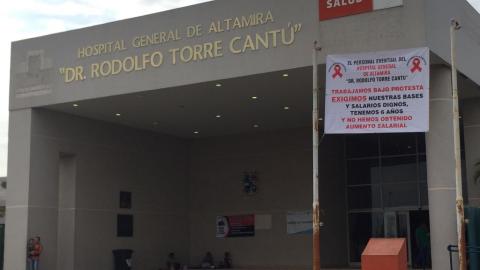 HOSPITAL GENERAL DE ALTAMIRA
"DR. RODOLFO TORRE CANTÚ"
SALUD
EL PERSONAL EVENTUAL DEL
HOSPITAL GENERAL
DE ALTAMIRA
"DR. RODOLFO TORRE CANTÚ"
TRABAJAMOS BAJO PROTESTA
EXIGIMOS NUESTRAS BASES
Y SALARIOS DIGNOS,
TENEMOS 6 AÑOS
Y NO HEMOS OBTENIDO
AUMENTO ZALARIAL